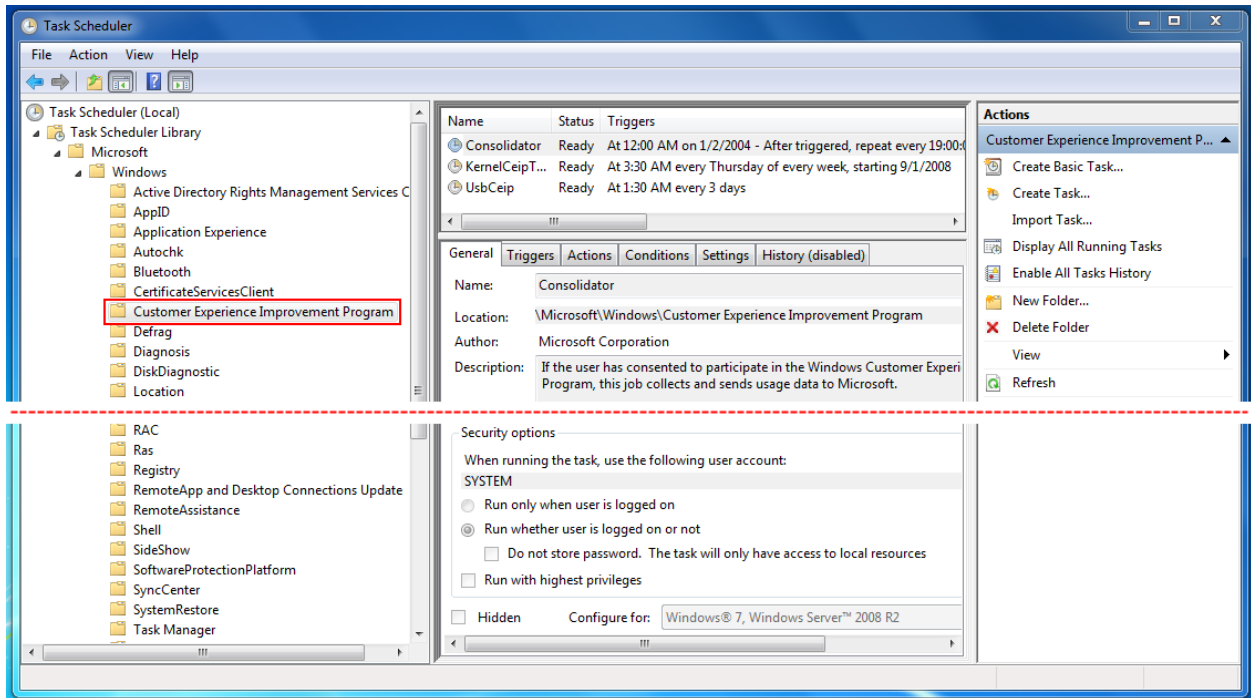 Task Scheduler
File Action View Help
Task Scheduler (Local)
Task Scheduler Library
Microsoft
Windows
Active Directory Rights Management Services C
AppID
Application Experience
Autochk
Bluetooth
CertificateServicesClient
Customer Experience Improvement Program
Defrag
Diagnosis
DiskDiagnostic
Location
RAC
Ras
Registry
RemoteApp and Desktop Connections Update
RemoteAssistance
Shell
SideShow
SoftwareProtectionPlatform
SyncCenter
SystemRestore
Task Manager
Name Status Triggers
Consolidator Ready At 12:00 AM on 1/2/2004 - After triggered, repeat every 19:00:0
KernelCeipT... Ready At 3:30 AM every Thursday of every week, starting 9/1/2008
UsbCeip Ready At 1:30 AM every 3 days
General Triggers Actions Conditions Settings History (disabled)
Name: Consolidator
Location: \Microsoft\Windows\Customer Experience Improvement Program
Author: Microsoft Corporation
Description: If the user has consented to participate in the Windows Customer Experi
Program, this job collects and sends usage data to Microsoft.
Security options
When running the task, use the following user account:
SYSTEM
Run only when user is logged on
Run whether user is logged on or not
Do not store password. The task will only have access to local resources
Run with highest privileges
Hidden Configure for: Windows® 7, Windows Server™ 2008 R2
Actions
Customer Experience Improvement P...
Create Basic Task...
Create Task...
Import Task...
Display All Running Tasks
Enable All Tasks History
New Folder...
Delete Folder
View
Refresh